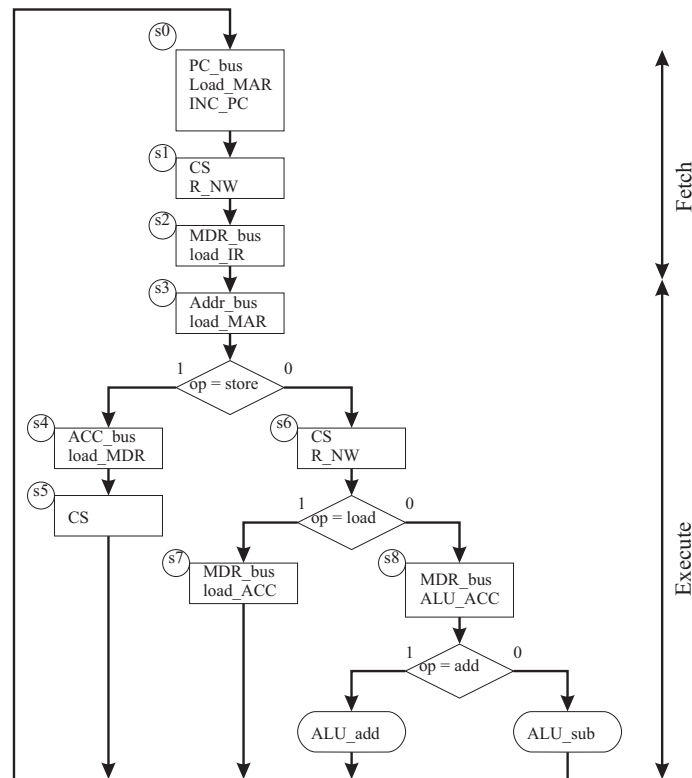 s0
PC_bus
Load_MAR
INC_PC
s1
CS
R_NW
s2
MDR_bus
load_IR
s3
Addr_bus
load_MAR
Fetch
1
0
op = store
s4
ACC_bus
load_MDR
s6
CS
R_NW
s5
CS
1
0
op = load
s7
MDR_bus
load_ACC
s8
MDR_bus
ALU_ACC
Execute
1
0
op = add
ALU_add
ALU_sub